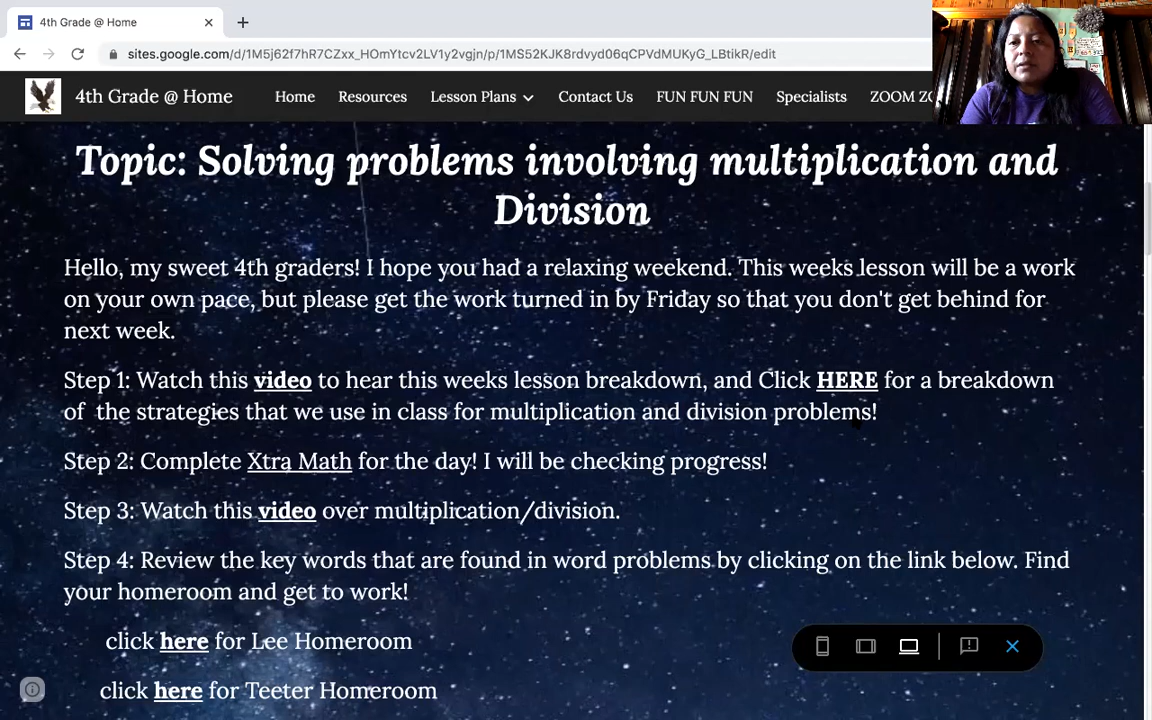 4th Grade @ Home
sites.google.com/d/1M5j62f7hR7CZxx_HOmYtcv2LV1y2vgjn/p/1MS52KJK8rdvyd06qCPVdMUKyG_LBtikR/edit
4th Grade @ Home Home Resources Lesson Plans Contact Us FUN FUN FUN Specialists ZOOM
Topic: Solving problems involving multiplication and
Division
Hello, my sweet 4th graders! I hope you had a relaxing weekend. This weeks lesson will be a work
on your own pace, but please get the work turned in by Friday so that you don't get behind for
next week.
Step 1: Watch this video to hear this weeks lesson breakdown, and Click HERE for a breakdown
of the strategies that we use in class for multiplication and division problems!
Step 2: Complete Xtra Math for the day! I will be checking progress!
Step 3: Watch this video over multiplication/division.
Step 4: Review the key words that are found in word problems by clicking on the link below. Find
your homeroom and get to work!
click here for Lee Homeroom
click here for Teeter Homeroom